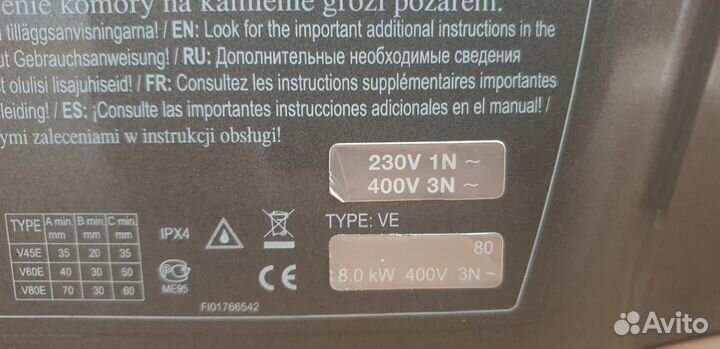 enie komory na kamienie grozi pożarem.
tilläggsanvisningarna! / EN: Look for the important additional instructions in the
ut Gebrauchsanweisung! / RU: Дополнительные необходимые сведения
t olulisi lisajuhiseid! / FR: Consultez les instructions supplémentaires importantes
leiding! / ES: ¡Consulte las importantes instrucciones adicionales en el manual! /
ymi zaleceniami w instrukcji obsługi!
230V 1N ~
400V 3N ~
TYPE: VE
80
8.0 kW 400V 3N ~
TYPE A min. mm B min. mm C min. mm
V45E 35 20 35
V60E 40 30 50
V80E 70 30 60
IPX4
ME95
CE
FI01766542
Avito